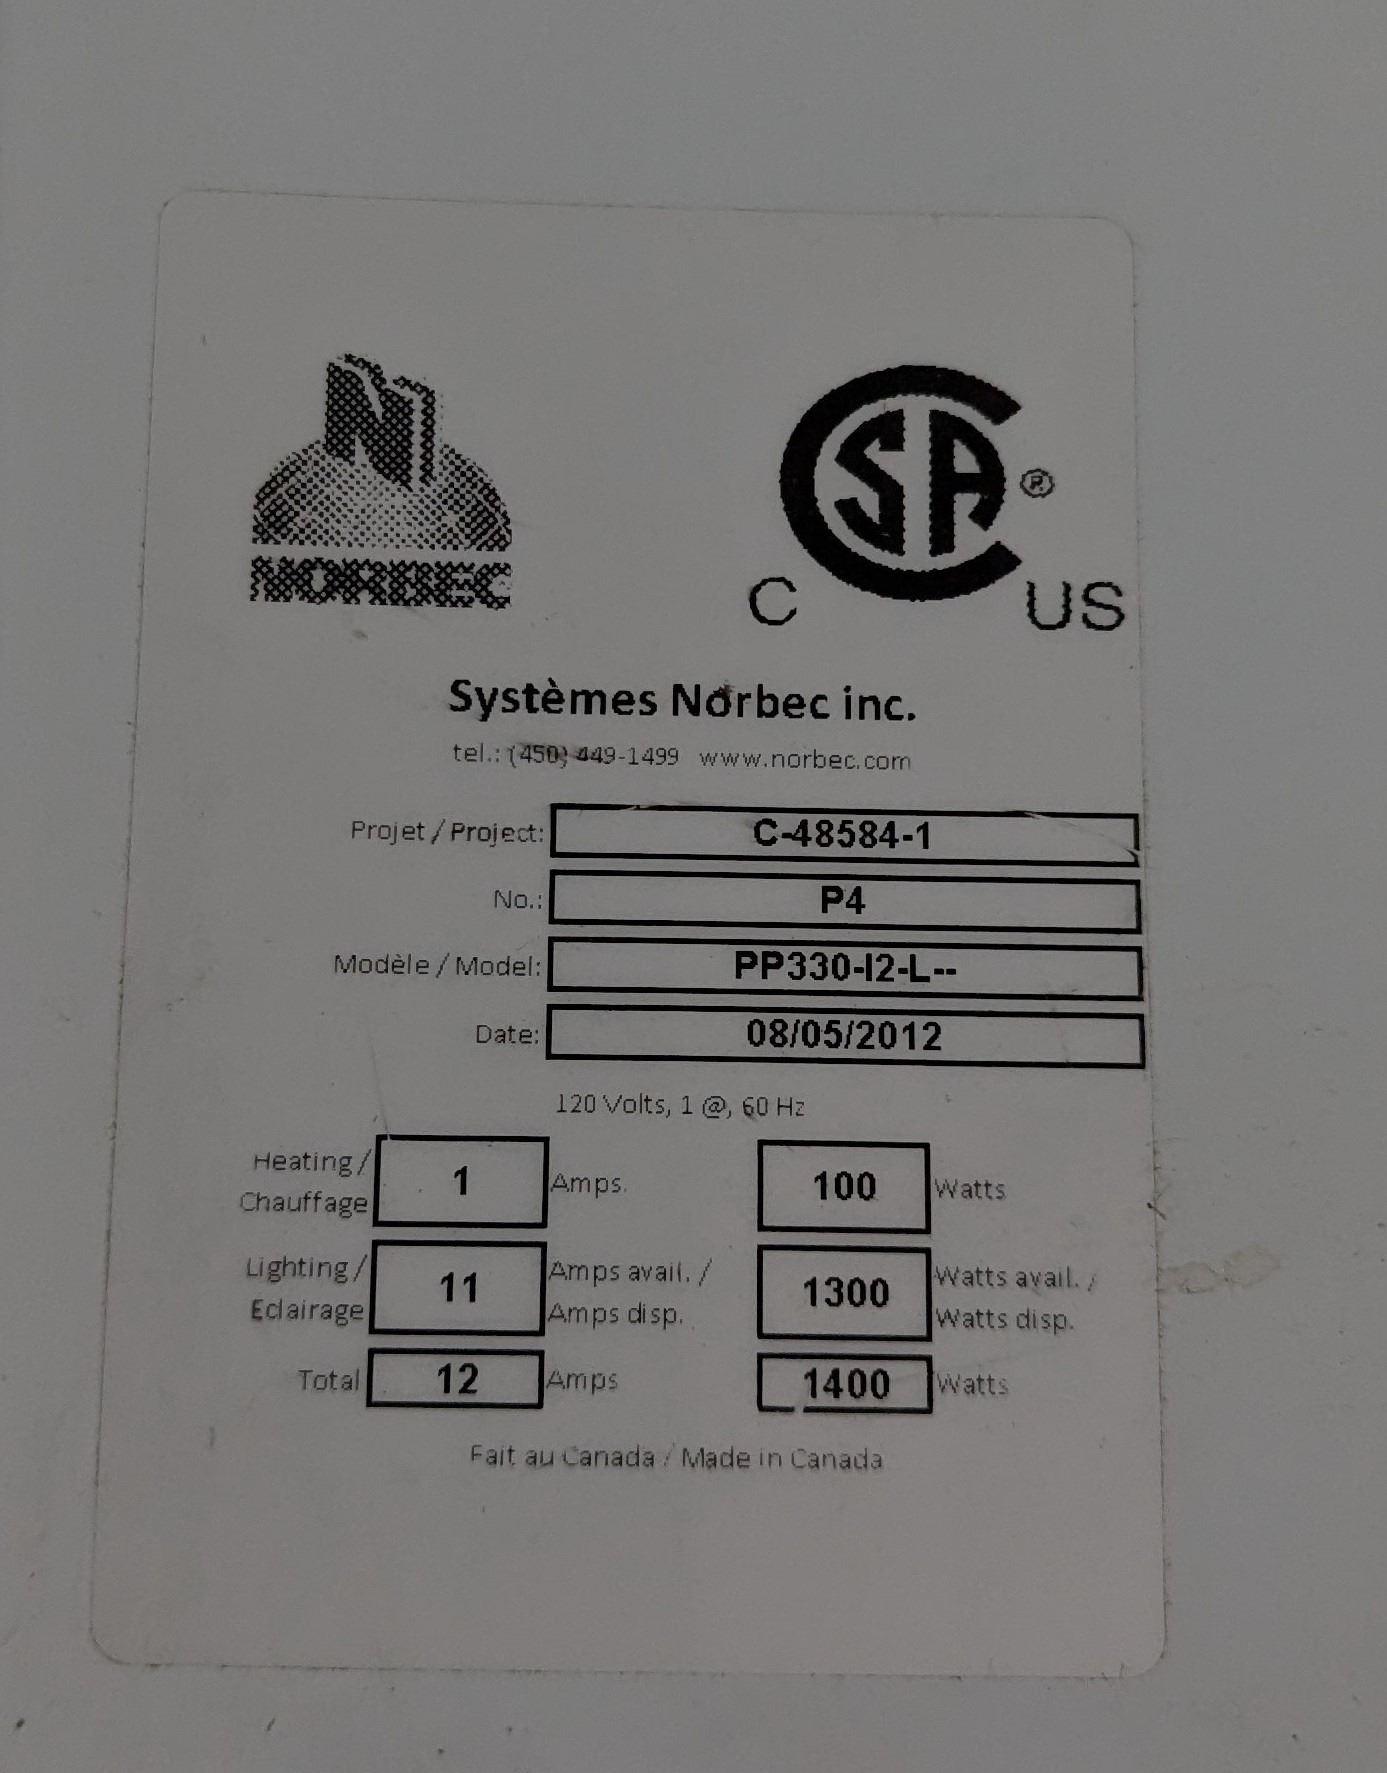 N
NORBEC
CSA ®
C US
Systèmes Norbec inc.
tel.: (450) 449-1499 www.norbec.com
Projet / Project: C-48584-1
No.: P4
Modèle / Model: PP330-I2-L--
Date: 08/05/2012
120 Volts, 1 @, 60 Hz
Heating / Chauffage 1 Amps. 100 Watts
Lighting / Eclairage 11 Amps avail. / Amps disp. 1300 Watts avail. / Watts disp.
Total 12 Amps 1400 Watts
Fait au Canada / Made in Canada